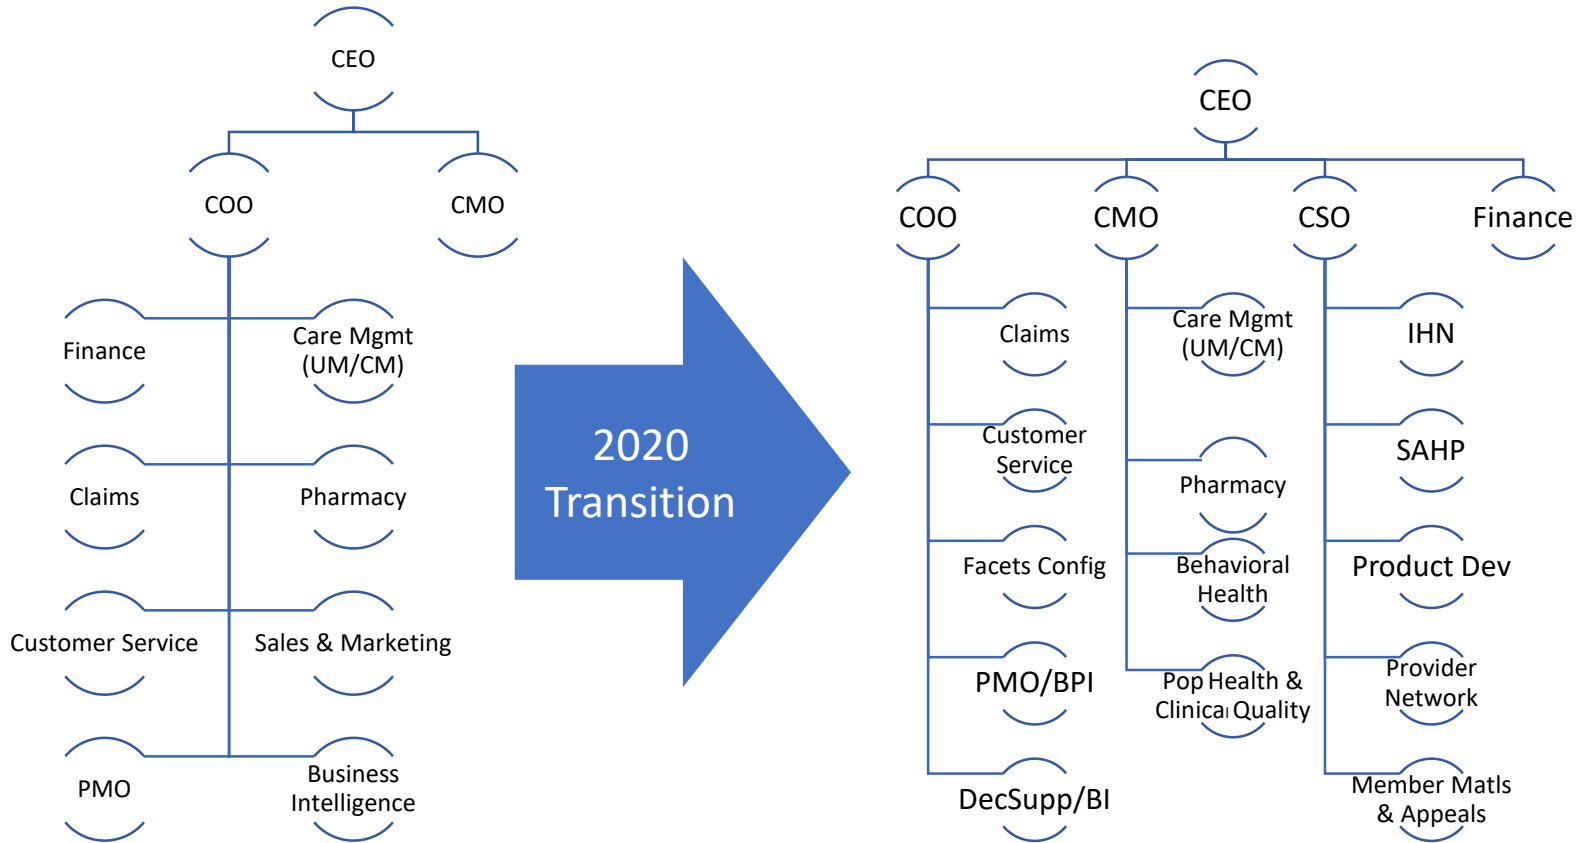 CEO
COO
CMO
Finance
Care Mgmt
(UM/CM)
Claims
Pharmacy
Customer Service
Sales & Marketing
PMO
Business
Intelligence
2020
Transition
CEO
COO
CMO
CSO
Finance
Claims
Customer
Service
Facets Config
PMO/BPI
DecSupp/BI
Care Mgmt
(UM/CM)
Pharmacy
Behavioral
Health
Pop Health &
Clinical Quality
IHN
SAHP
Product Dev
Provider
Network
Member Matls
& Appeals